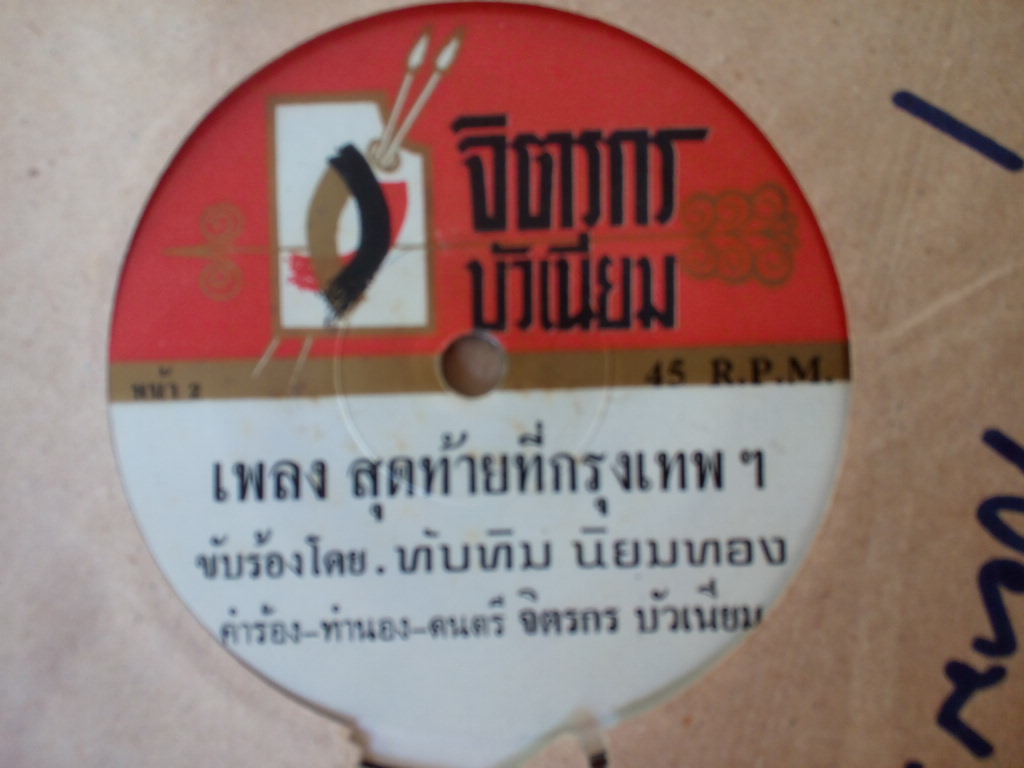 จิตรกร
บัวเนียม
หน้า 2
45 R.P.M.
เพลง สุดท้ายที่กรุงเทพ ฯ
ขับร้องโดย. ทับทิม นิยมทอง
คำร้อง-ทำนอง-ดนตรี จิตรกร บัวเนียม